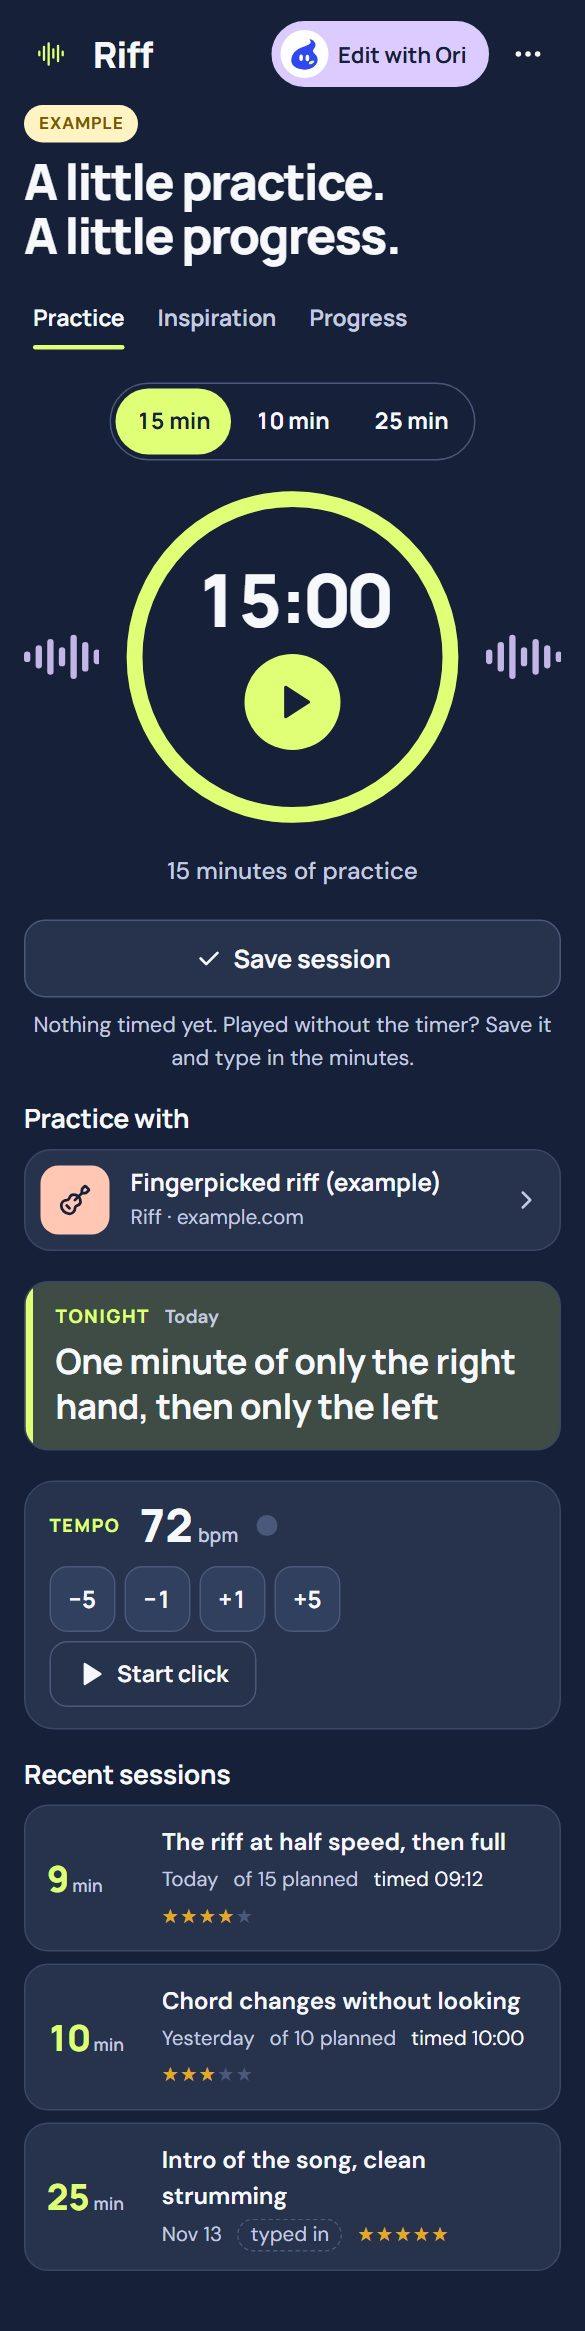 Riff
Edit with Ori
EXAMPLE
A little practice.
A little progress.
Practice Inspiration Progress
15 min 10 min 25 min
15:00
15 minutes of practice
Save session
Nothing timed yet. Played without the timer? Save it
and type in the minutes.
Practice with
Fingerpicked riff (example)
Riff · example.com
TONIGHT Today
One minute of only the right
hand, then only the left
TEMPO 72 bpm
−5 −1 +1 +5
Start click
Recent sessions
The riff at half speed, then full
9 min
Today of 15 planned timed 09:12
Chord changes without looking
10 min
Yesterday of 10 planned timed 10:00
Intro of the song, clean
strumming
25 min
Nov 13 typed in